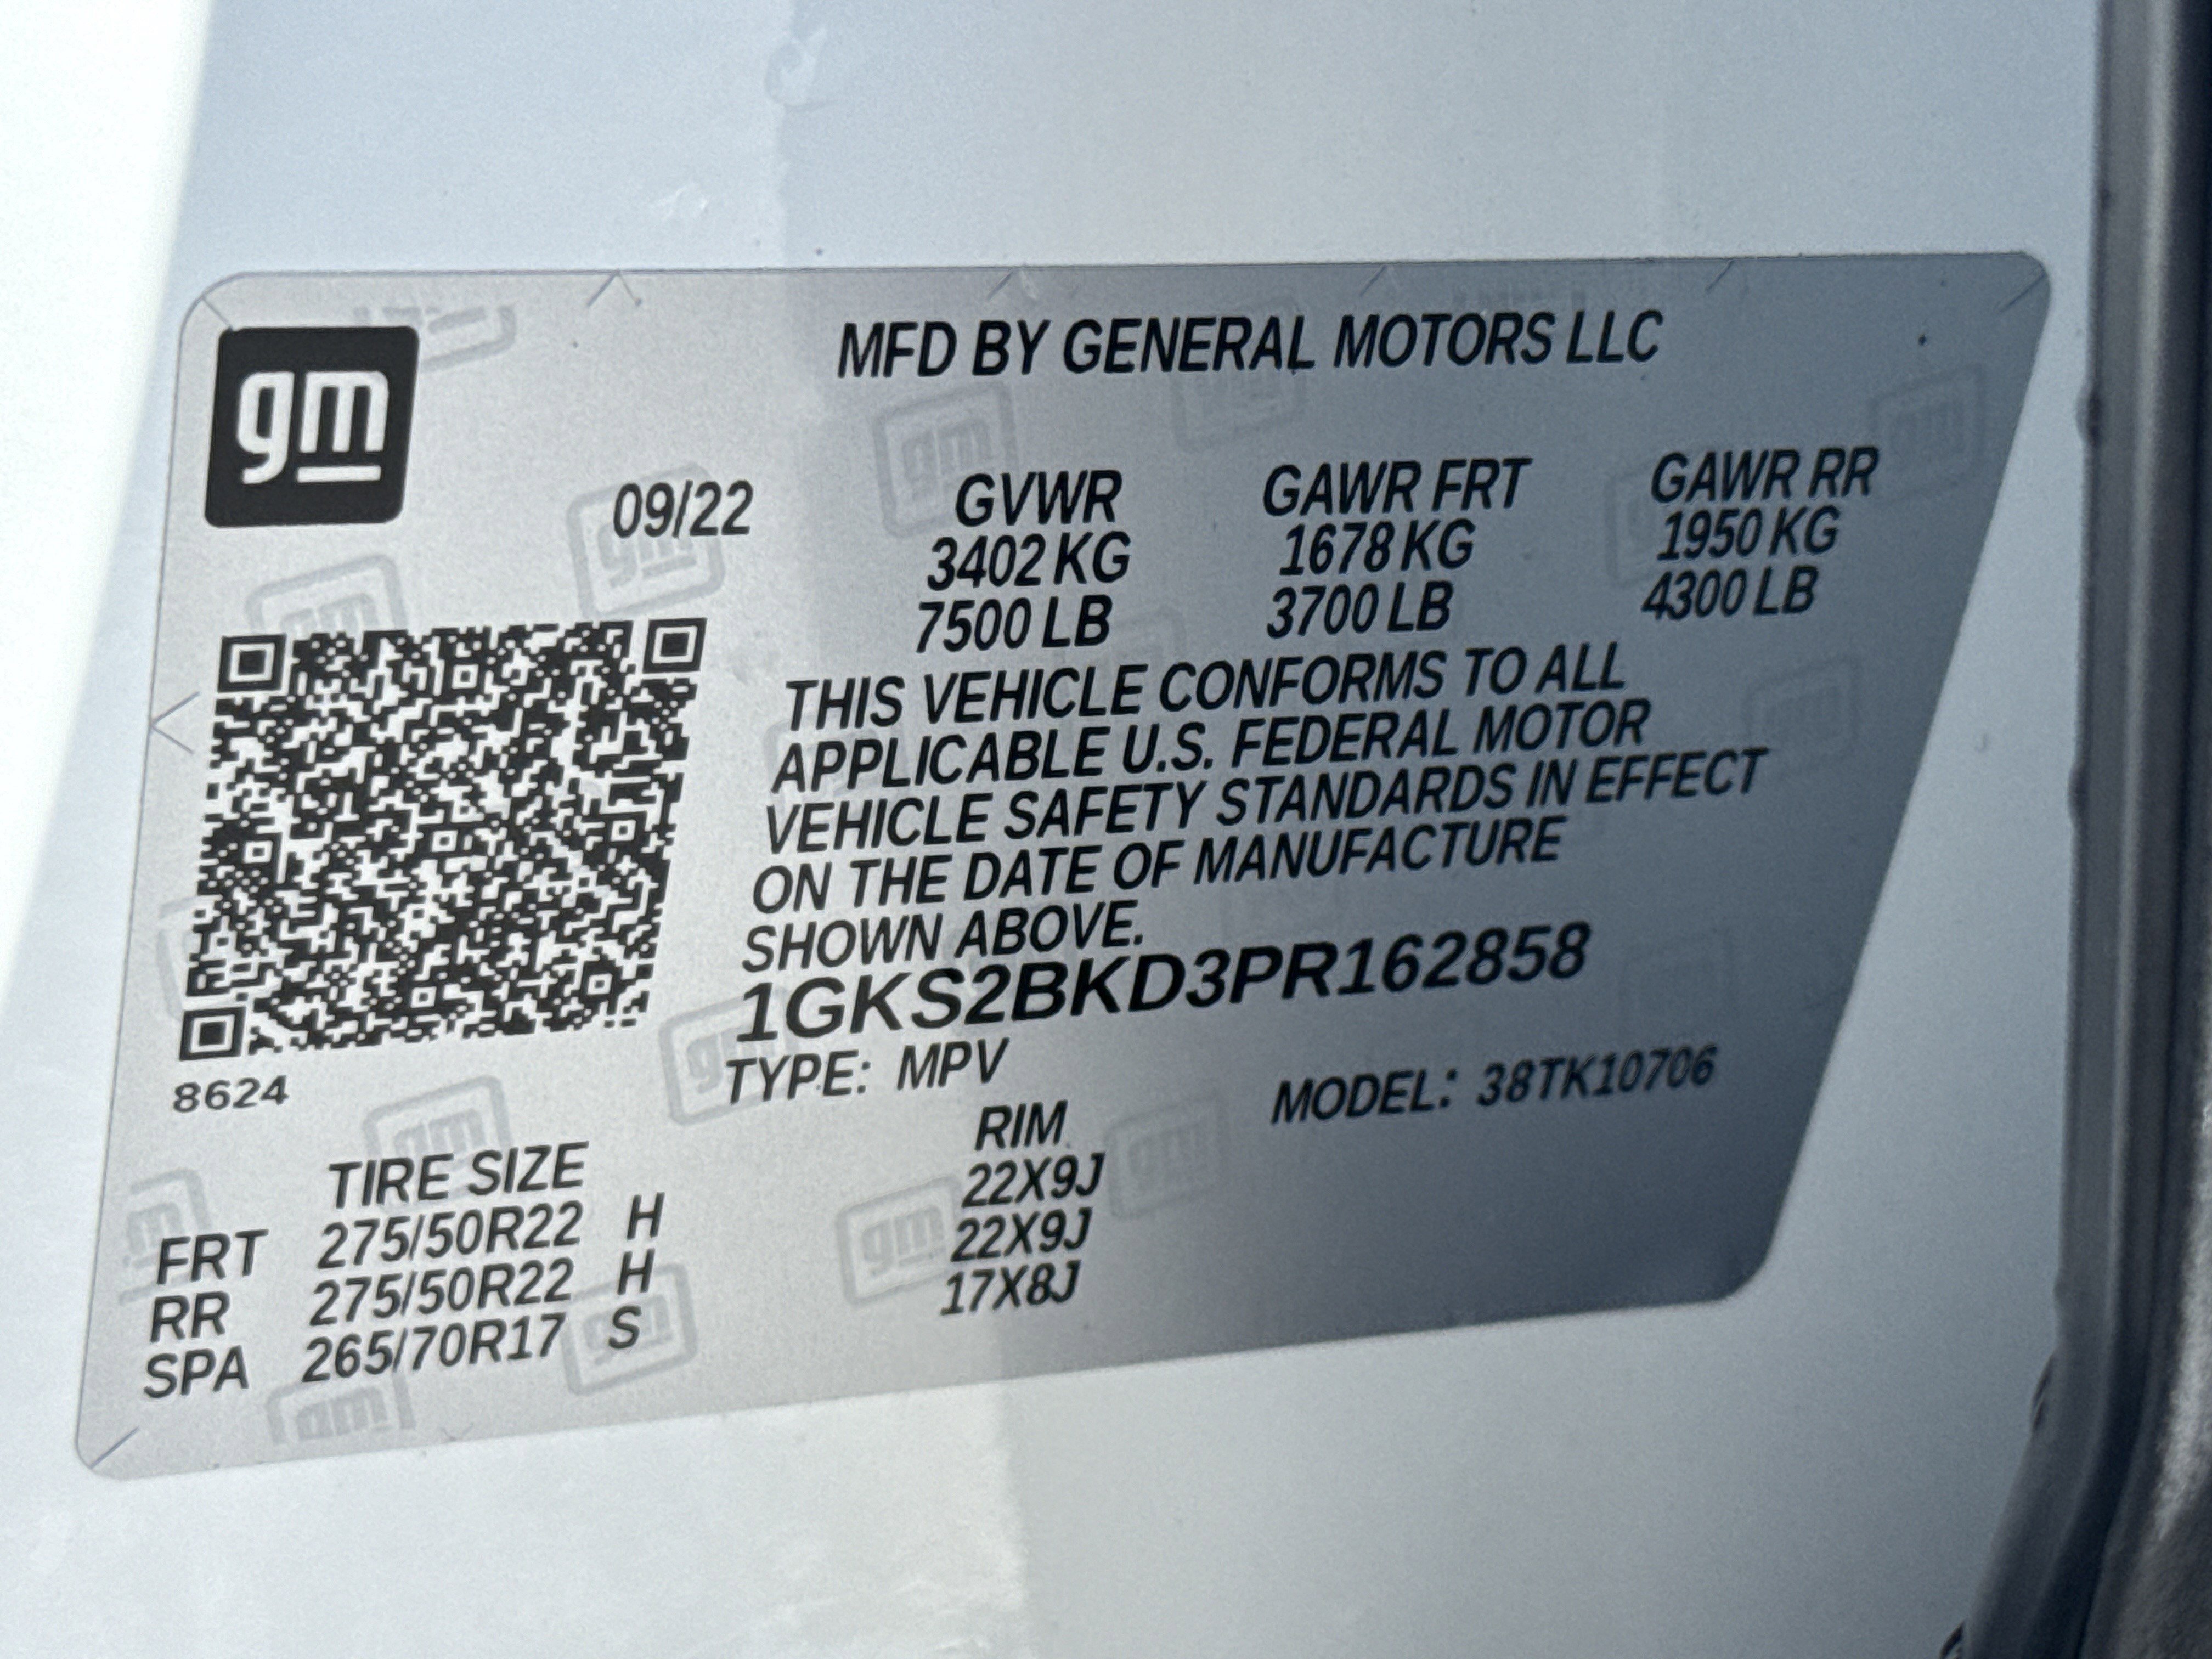 gm
MFD BY GENERAL MOTORS LLC
09/22 GVWR GAWR FRT GAWR RR
3402 KG 1678 KG 1950 KG
7500 LB 3700 LB 4300 LB
THIS VEHICLE CONFORMS TO ALL
APPLICABLE U.S. FEDERAL MOTOR
VEHICLE SAFETY STANDARDS IN EFFECT
ON THE DATE OF MANUFACTURE
SHOWN ABOVE.
1GKS2BKD3PR162858
TYPE: MPV MODEL: 38TK10706
8624
TIRE SIZE RIM
FRT 275/50R22 H 22X9J
RR 275/50R22 H 22X9J
SPA 265/70R17 S 17X8J